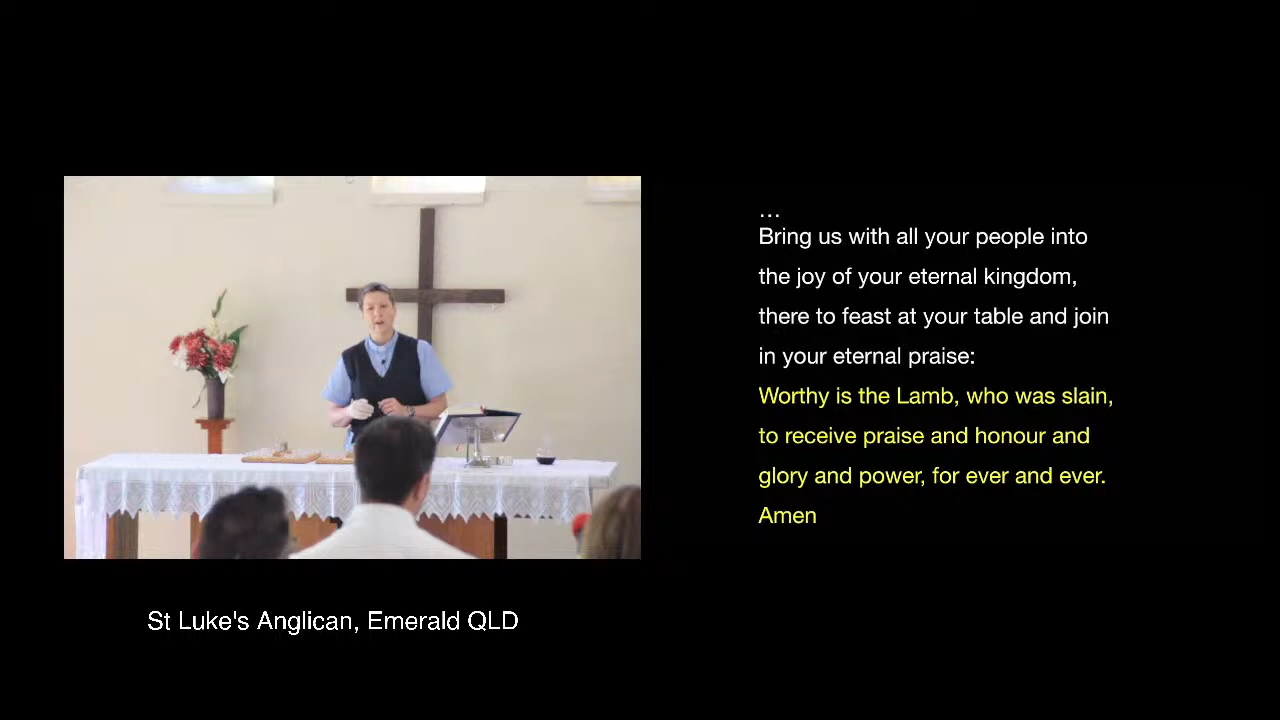 …
Bring us with all your people into
the joy of your eternal kingdom,
there to feast at your table and join
in your eternal praise:
Worthy is the Lamb, who was slain,
to receive praise and honour and
glory and power, for ever and ever.
Amen
St Luke's Anglican, Emerald QLD